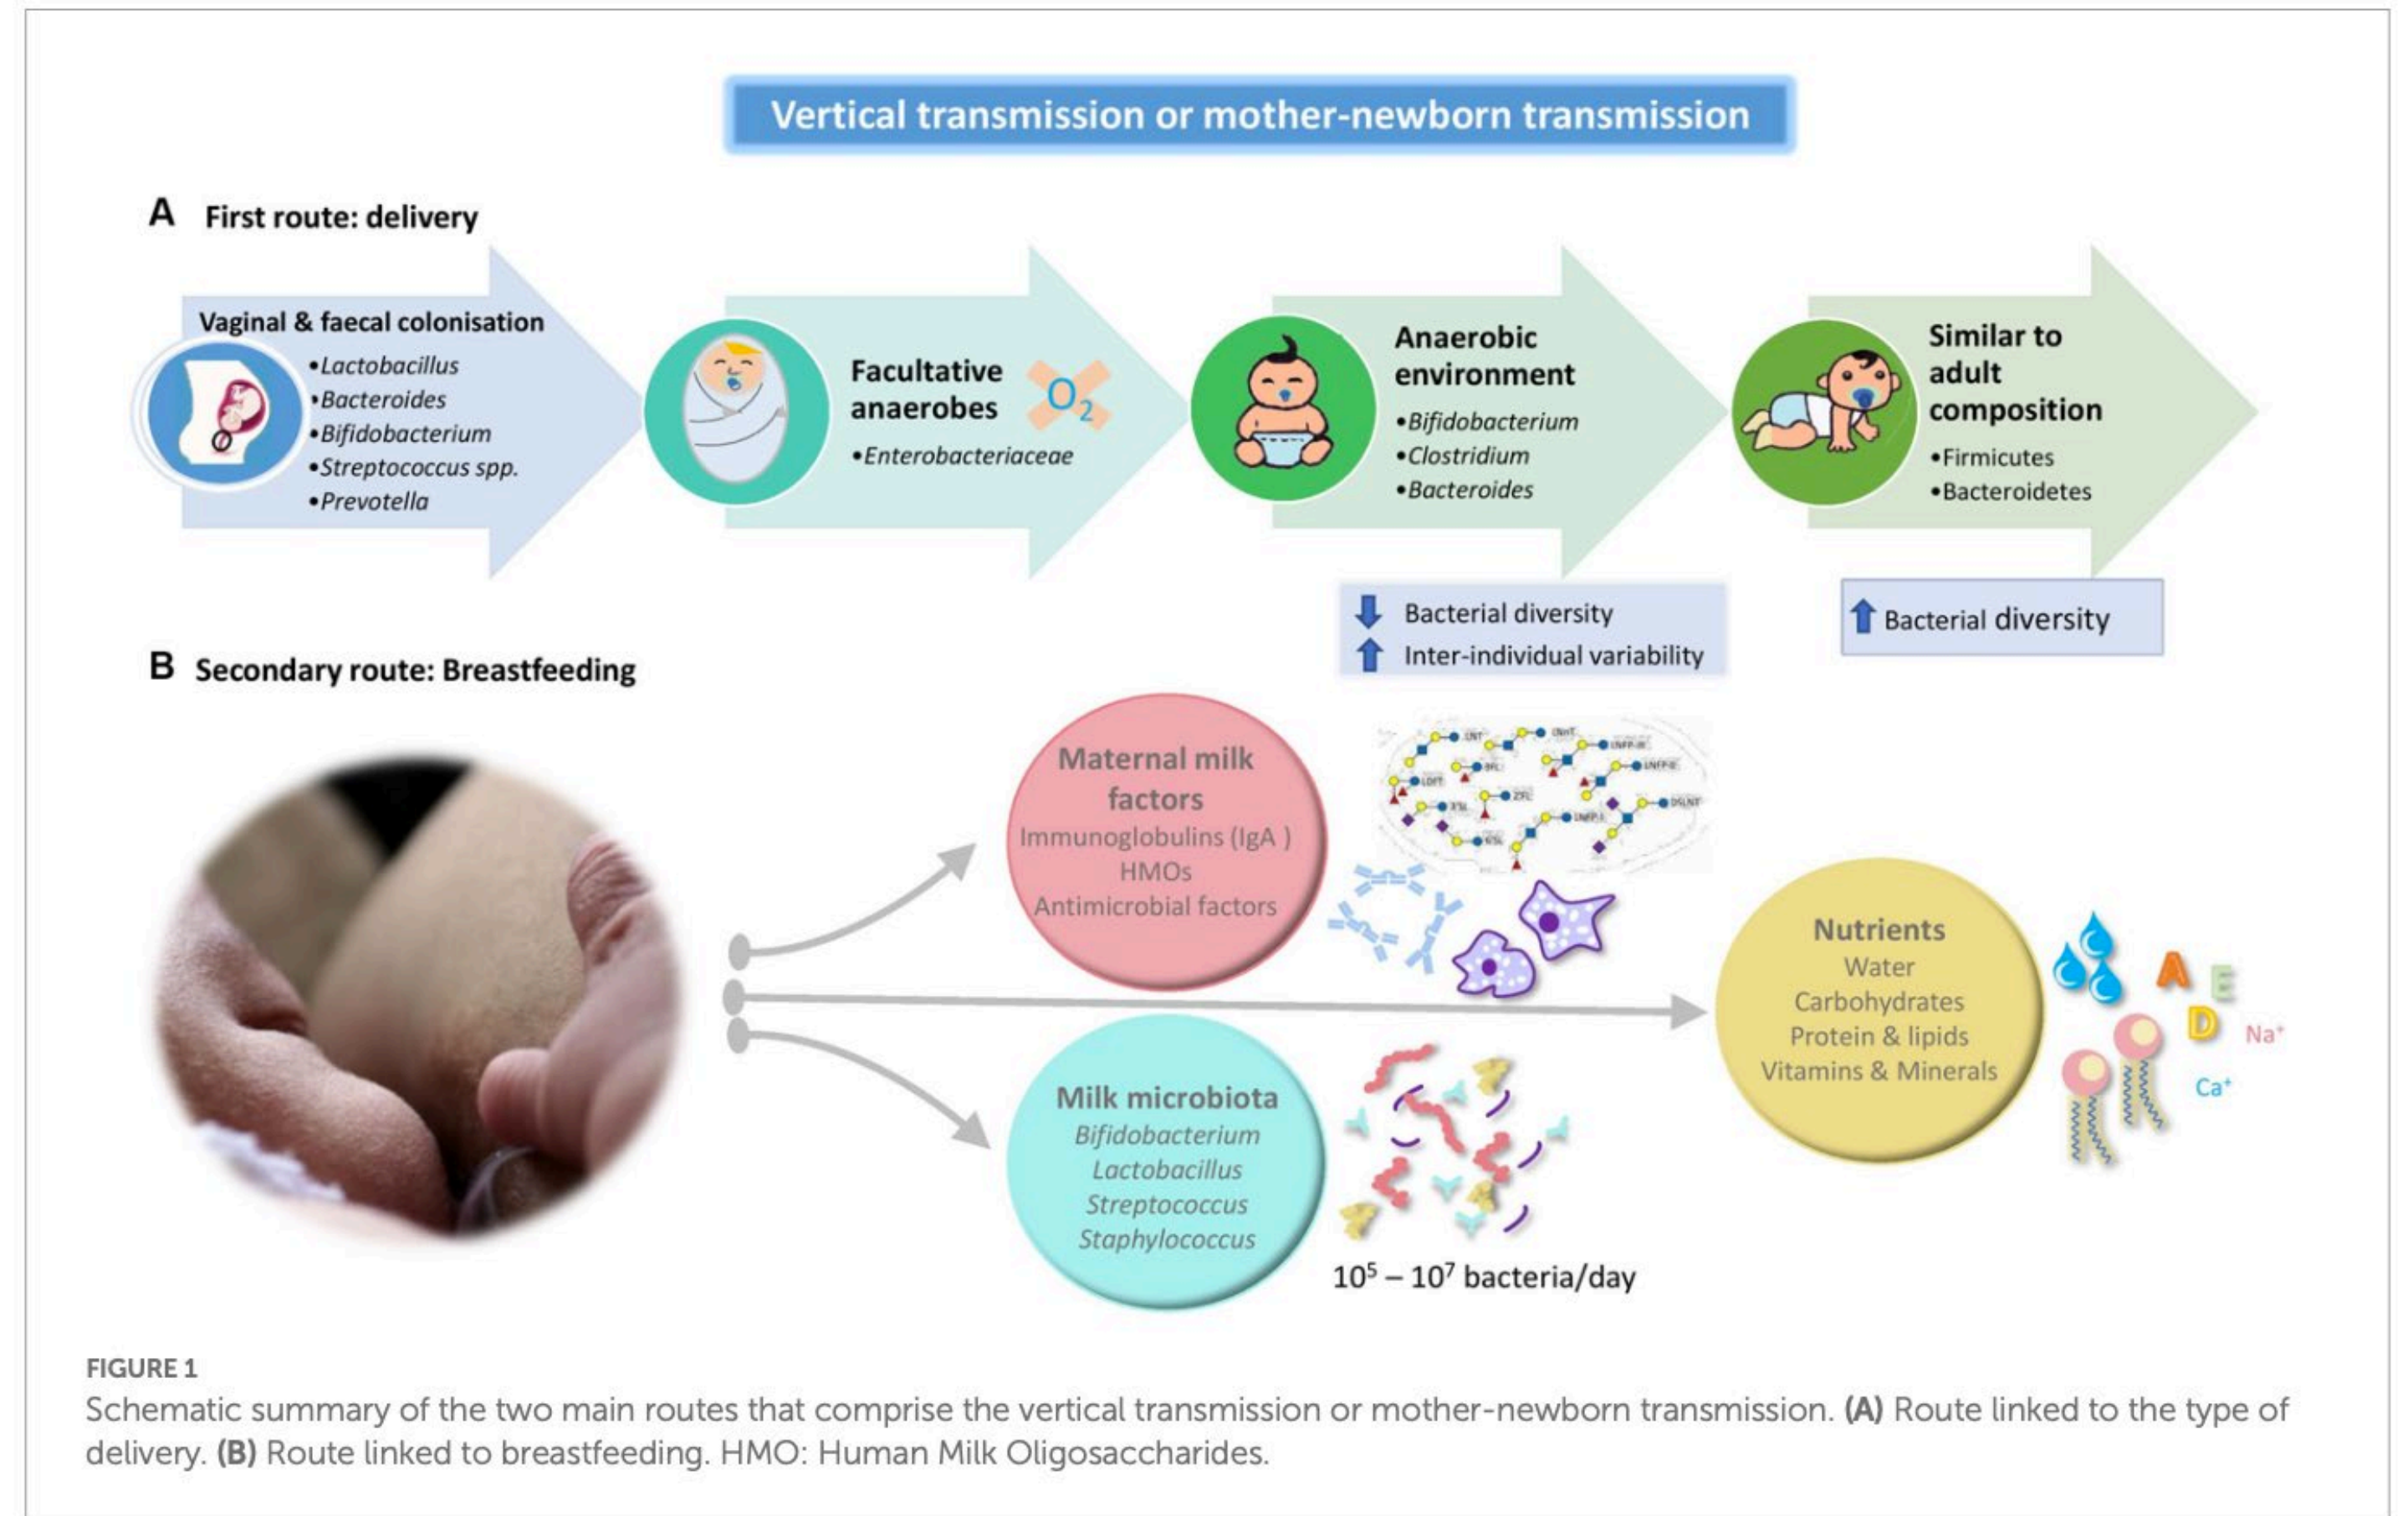 Vertical transmission or mother-newborn transmission
A First route: delivery
Vaginal & faecal colonisation
•Lactobacillus
•Bacteroides
•Bifidobacterium
•Streptococcus spp.
•Prevotella
Facultative
anaerobes
O₂
•Enterobacteriaceae
Anaerobic
environment
•Bifidobacterium
•Clostridium
•Bacteroides
Similar to
adult
composition
•Firmicutes
•Bacteroidetes
Bacterial diversity
Inter-individual variability
Bacterial diversity
B Secondary route: Breastfeeding
Maternal milk
factors
Immunoglobulins (IgA )
HMOs
Antimicrobial factors
LNT
DSLNT
Nutrients
Water
Carbohydrates
Protein & lipids
Vitamins & Minerals
A
E
D
Na⁺
Ca⁺
Milk microbiota
Bifidobacterium
Lactobacillus
Streptococcus
Staphylococcus
10⁵ – 10⁷ bacteria/day
FIGURE 1
Schematic summary of the two main routes that comprise the vertical transmission or mother-newborn transmission. (A) Route linked to the type of
delivery. (B) Route linked to breastfeeding. HMO: Human Milk Oligosaccharides.